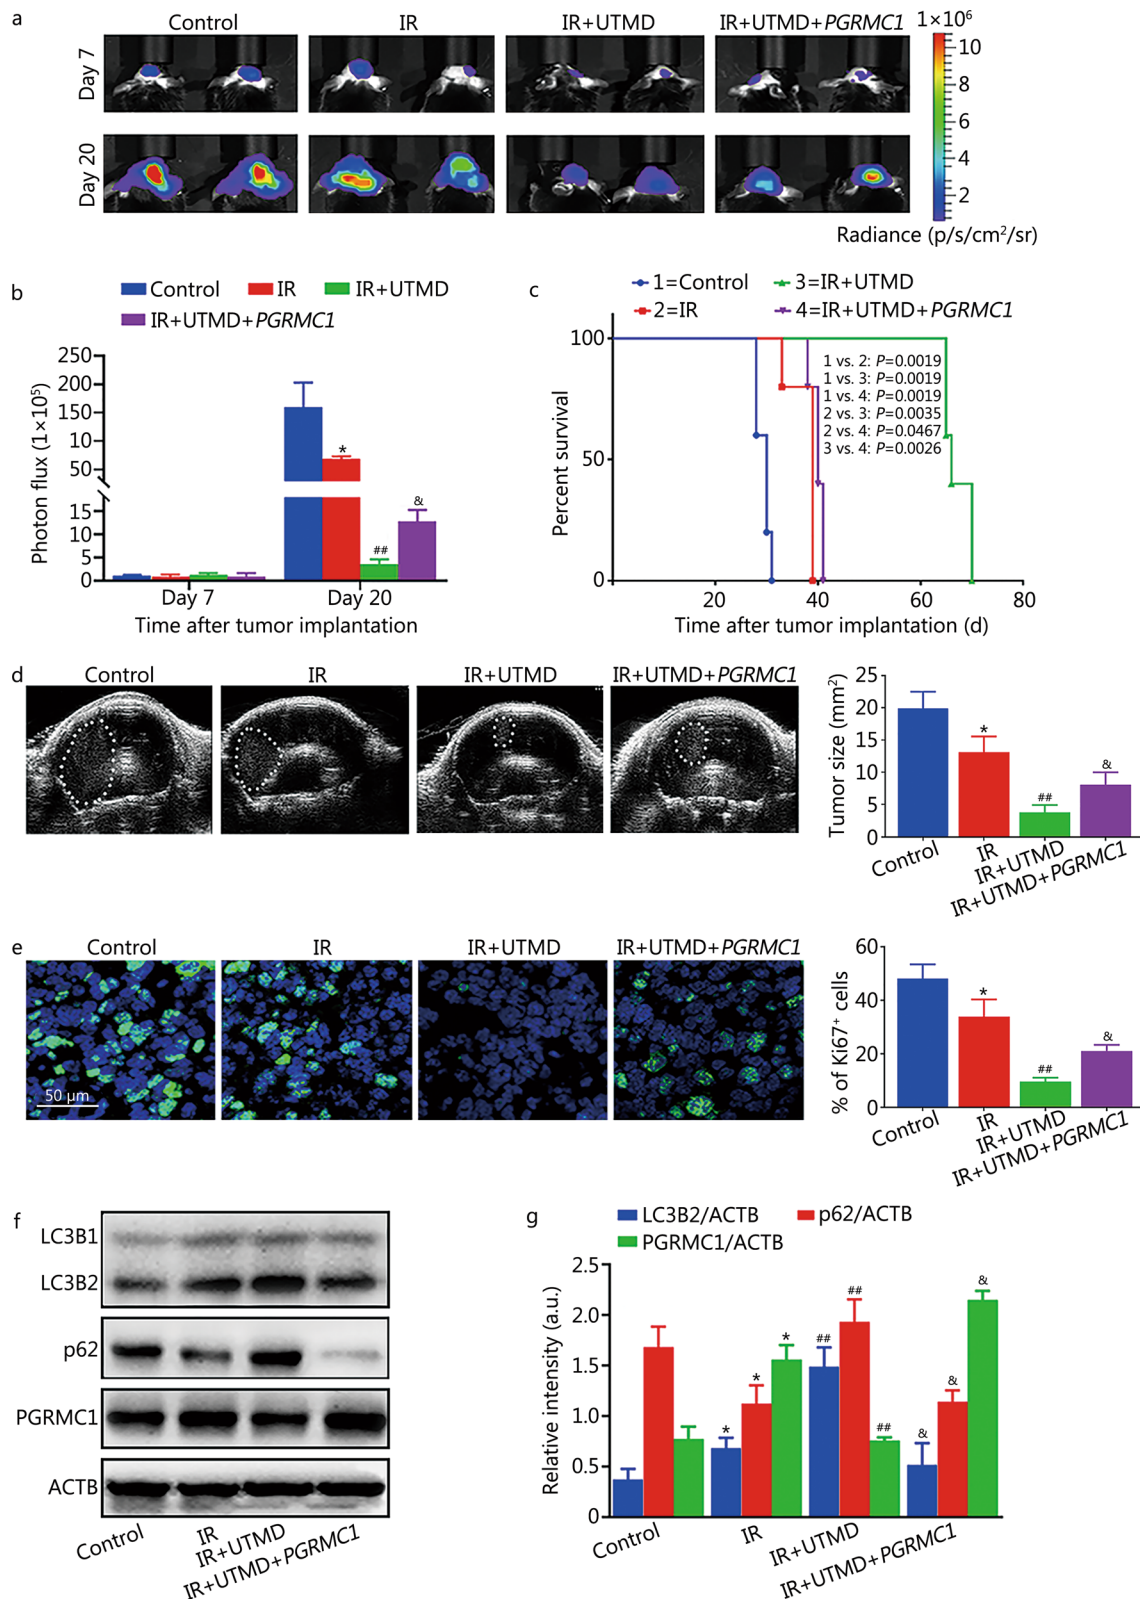 a
Control
IR
IR+UTMD
IR+UTMD+PGRMC1
1×10⁶
Day 7
Day 20
10
8
6
4
2
Radiance (p/s/cm²/sr)
b
Control
IR
IR+UTMD
IR+UTMD+PGRMC1
Photon flux (1×10⁵)
250
200
150
10
50
15
10
5
0
*
##
&
Day 7
Day 20
Time after tumor implantation
c
1=Control
3=IR+UTMD
2=IR
4=IR+UTMD+PGRMC1
Percent survival
100
50
0
1 vs. 2: P=0.0019
1 vs. 3: P=0.0019
1 vs. 4: P=0.0019
2 vs. 3: P=0.0035
2 vs. 4: P=0.0467
3 vs. 4: P=0.0026
20
40
60
80
Time after tumor implantation (d)
d
Control
IR
IR+UTMD
IR+UTMD+PGRMC1
Tumor size (mm²)
25
20
15
10
5
0
*
##
&
Control
IR
IR+UTMD
IR+UTMD+PGRMC1
e
Control
IR
IR+UTMD
IR+UTMD+PGRMC1
50 μm
% of Ki67⁺ cells
60
40
20
0
*
##
&
Control
IR
IR+UTMD
IR+UTMD+PGRMC1
f
LC3B1
LC3B2
p62
PGRMC1
ACTB
Control
IR
IR+UTMD
IR+UTMD+PGRMC1
g
LC3B2/ACTB
p62/ACTB
PGRMC1/ACTB
Relative intensity (a.u.)
2.5
2.0
1.5
1.0
0.5
0
*
*
*
##
##
##
&
&
&
Control
IR
IR+UTMD
IR+UTMD+PGRMC1